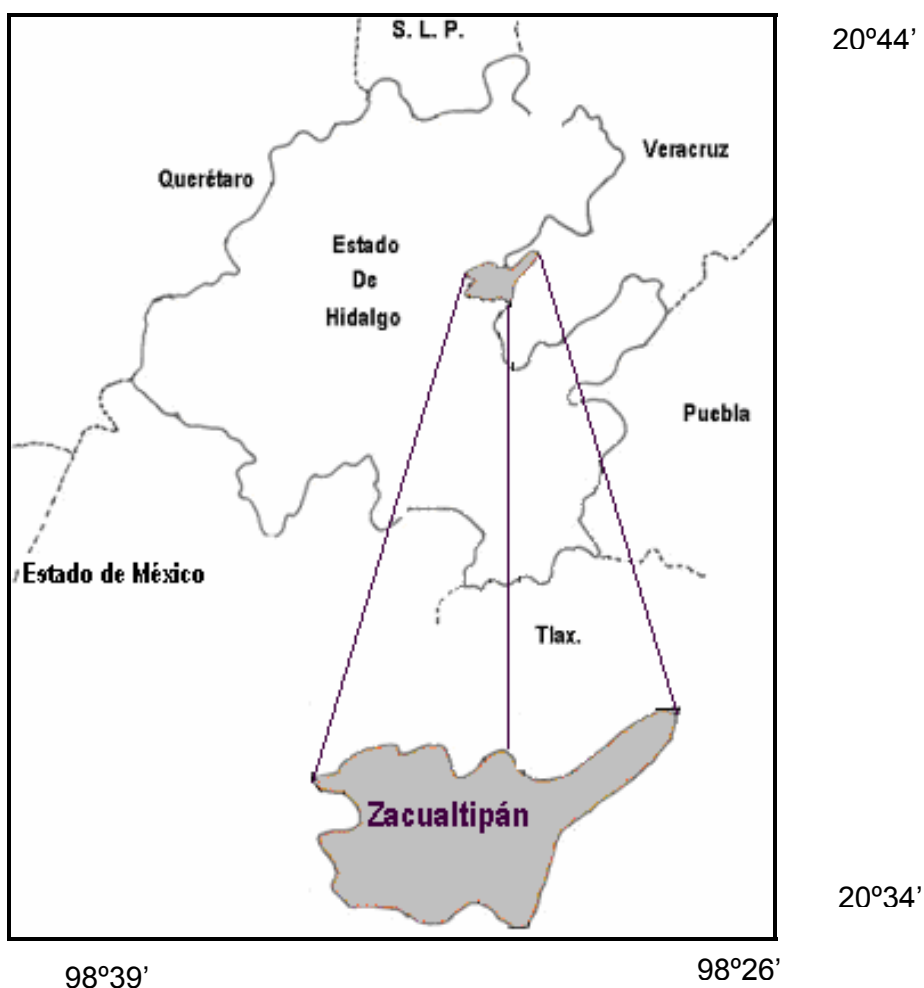 S. L. P.
20º44’
Veracruz
Querétaro
Estado
De
Hidalgo
Puebla
Estado de México
Tlax.
Zacualtipán
20º34’
98º39’
98º26’